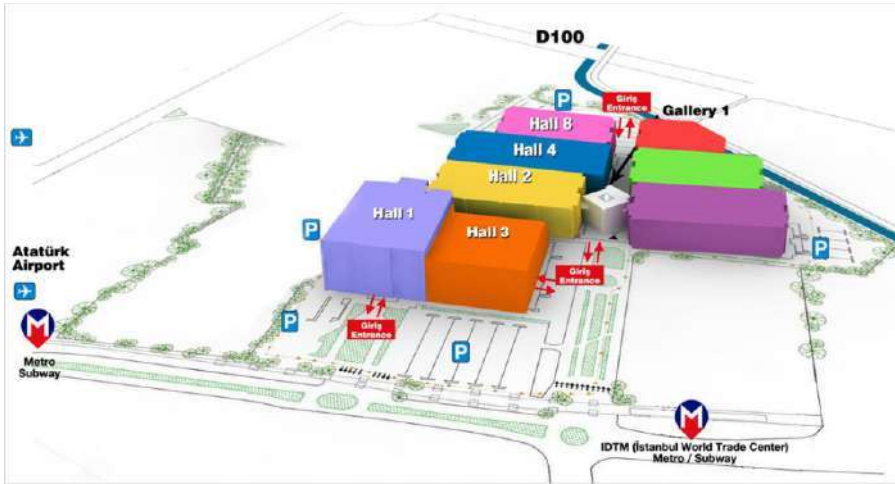 D100
P
Giriş
Entrance
Gallery 1
Hall 8
Hall 4
Hall 2
Hall 1
Hall 3
P
P
Atatürk
Airport
Giriş
Entrance
Giriş
Entrance
P
P
M
Metro
Subway
M
IDTM (İstanbul World Trade Center)
Metro / Subway